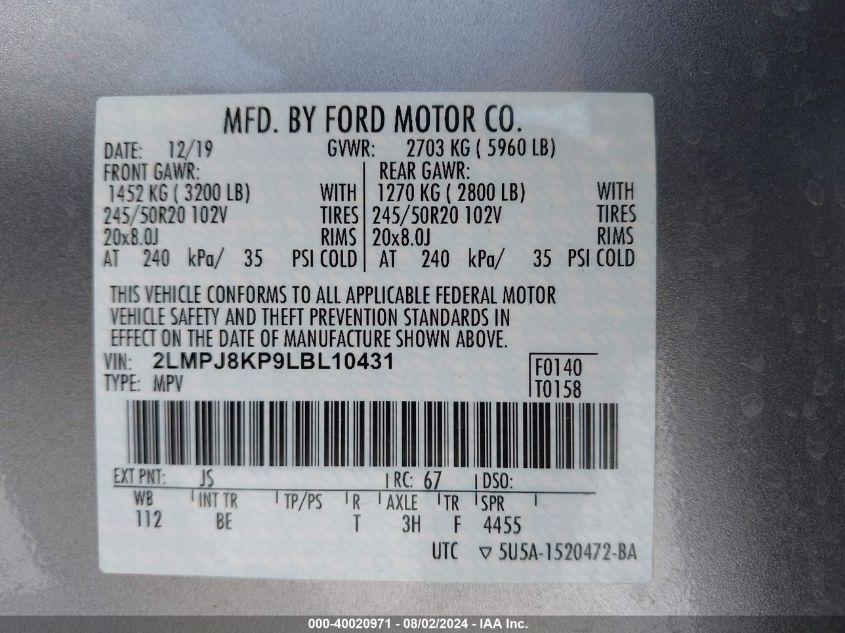 MFD. BY FORD MOTOR CO.
DATE: 12/19 GVWR: 2703 KG ( 5960 LB)
FRONT GAWR: REAR GAWR:
1452 KG ( 3200 LB) WITH 1270 KG ( 2800 LB) WITH
245/50R20 102V TIRES 245/50R20 102V TIRES
20x8.0J RIMS 20x8.0J RIMS
AT 240 kPa/ 35 PSI COLD AT 240 kPa/ 35 PSI COLD
THIS VEHICLE CONFORMS TO ALL APPLICABLE FEDERAL MOTOR
VEHICLE SAFETY AND THEFT PREVENTION STANDARDS IN
EFFECT ON THE DATE OF MANUFACTURE SHOWN ABOVE.
VIN: 2LMPJ8KP9LBL10431 F0140
TYPE: MPV T0158
EXT PNT: JS RC: 67 DSO:
WB INT TR TP/PS R AXLE TR SPR
112 BE T 3H F 4455
UTC ▽ 5U5A-1520472-BA
000-40020971 - 08/02/2024 - IAA Inc.